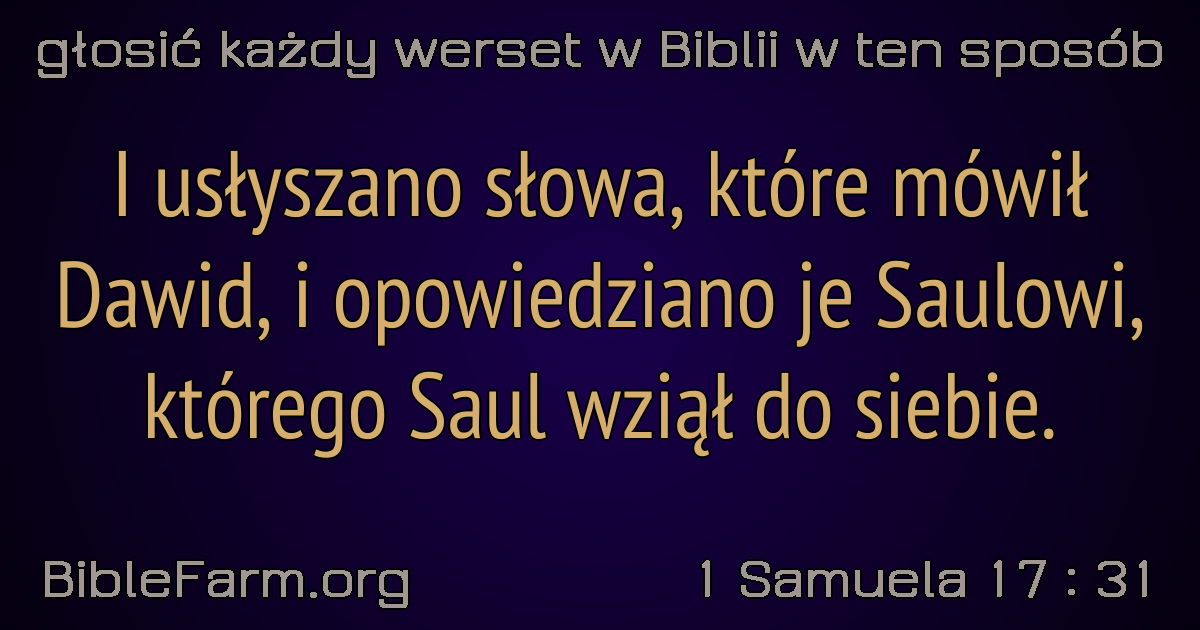 głosić każdy werset w Biblii w ten sposób
I usłyszano słowa, które mówił
Dawid, i opowiedziano je Saulowi,
którego Saul wziął do siebie.
BibleFarm.org
1 Samuela 17 : 31